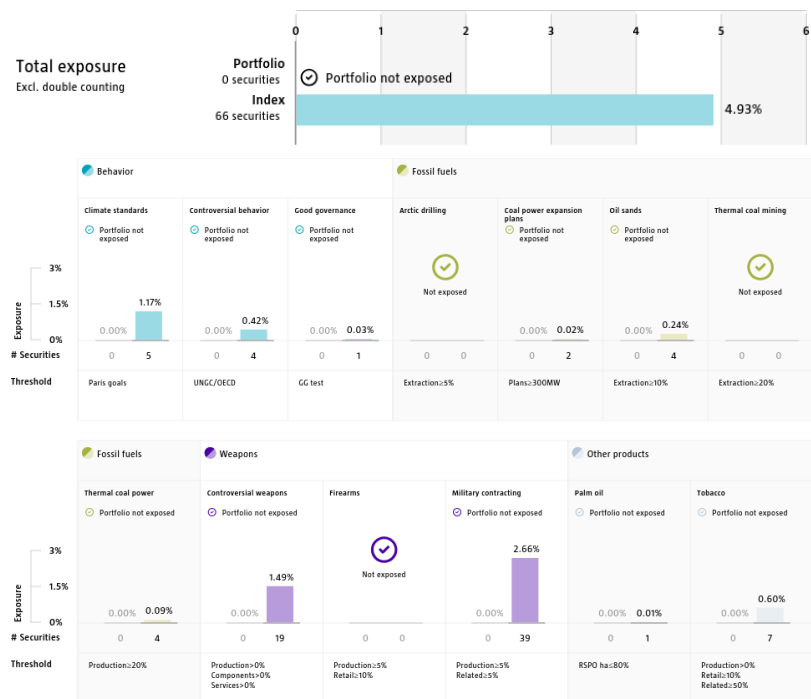 0 1 2 3 4 5 6
Total exposure
Excl. double counting
Portfolio
0 securities
Portfolio not exposed
Index
66 securities
4.93%
Behavior
Fossil fuels
Climate standards
Controversial behavior
Good governance
Arctic drilling
Coal power expansion
plans
Oil sands
Thermal coal mining
Portfolio not
exposed
Portfolio not
exposed
Portfolio not
exposed
Portfolio not
exposed
Portfolio not
exposed
Not exposed
Not exposed
Exposure
3%
1.5%
0%
0.00% 1.17%
0.00% 0.42%
0.00% 0.03%
0.00% 0.02%
0.00% 0.24%
# Securities 0 5 0 4 0 1 0 0 0 2 0 4 0 0
Threshold Paris goals UNGC/OECD GG test Extraction≥5% Plans≥300MW Extraction≥10% Extraction≥20%
Fossil fuels
Weapons
Other products
Thermal coal power
Controversial weapons
Firearms
Military contracting
Palm oil
Tobacco
Portfolio not exposed
Portfolio not exposed
Portfolio not exposed
Portfolio not exposed
Portfolio not exposed
Not exposed
Exposure
3%
1.5%
0%
0.00% 0.09%
0.00% 1.49%
0.00% 2.66%
0.00% 0.01%
0.00% 0.60%
# Securities 0 4 0 19 0 0 0 39 0 1 0 7
Threshold
Production≥20%
Production>0%
Components>0%
Services>0%
Production≥5%
Retail≥10%
Production≥5%
Related≥5%
RSPO ha≤80%
Production>0%
Retail≥10%
Related≥50%